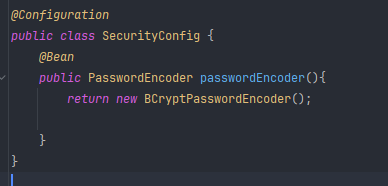 @Configuration
public class SecurityConfig {
    @Bean
    public PasswordEncoder passwordEncoder(){
        return new BCryptPasswordEncoder();

    }
}